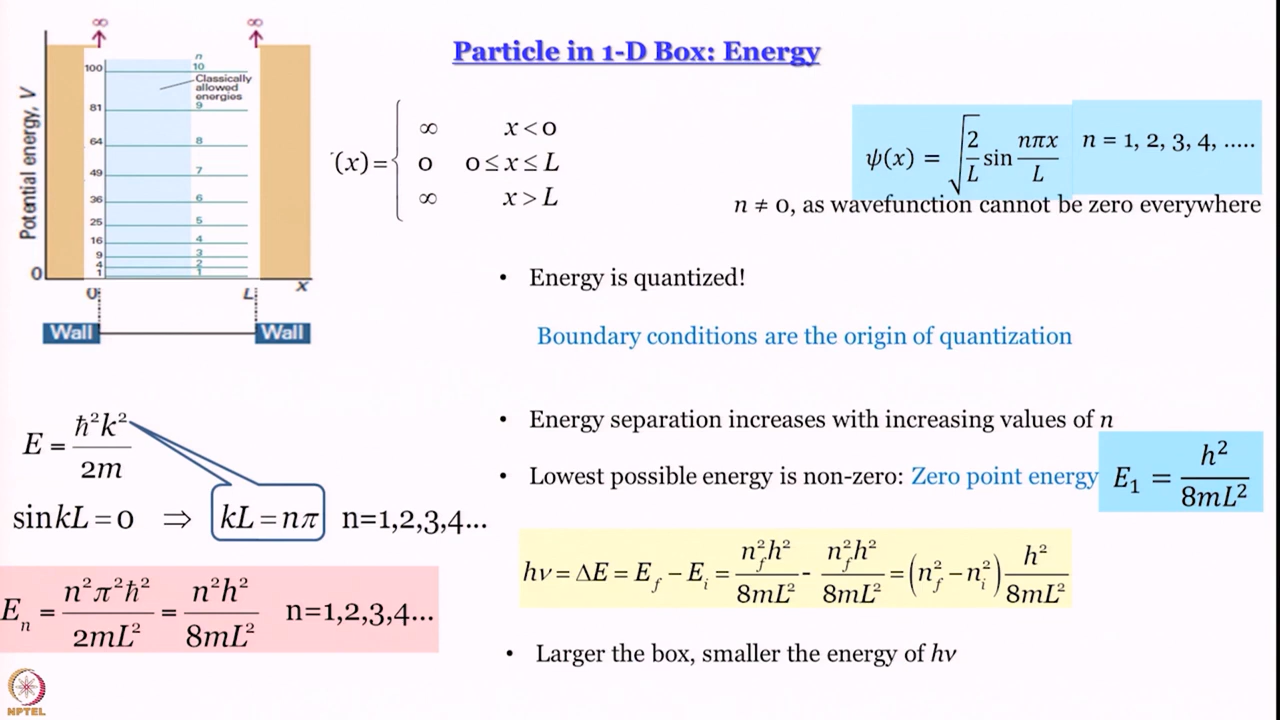 Particle in 1-D Box: Energy
∞ ∞
Potential energy, V
n
100 10
Classically
allowed
energies
81 9
64 8
49 7
36 6
25 5
16 4
9 3
4 2
1 1
0
0 L x
Wall Wall
(x) = { ∞ x < 0
0 0 ≤ x ≤ L
∞ x > L
ψ(x) = √(2/L) sin nπx/L n = 1, 2, 3, 4, .....
n ≠ 0, as wavefunction cannot be zero everywhere
• Energy is quantized!
Boundary conditions are the origin of quantization
E = ħ²k²/2m
sin kL = 0 ⇒ kL = nπ n=1,2,3,4...
E_n = n²π²ħ²/2mL² = n²h²/8mL² n=1,2,3,4...
• Energy separation increases with increasing values of n
• Lowest possible energy is non-zero: Zero point energy E₁ = h²/8mL²
hν = ΔE = E_f − E_i = n_f²h²/8mL² - n_f²h²/8mL² = (n_f² − n_i²) h²/8mL²
• Larger the box, smaller the energy of hν
NPTEL